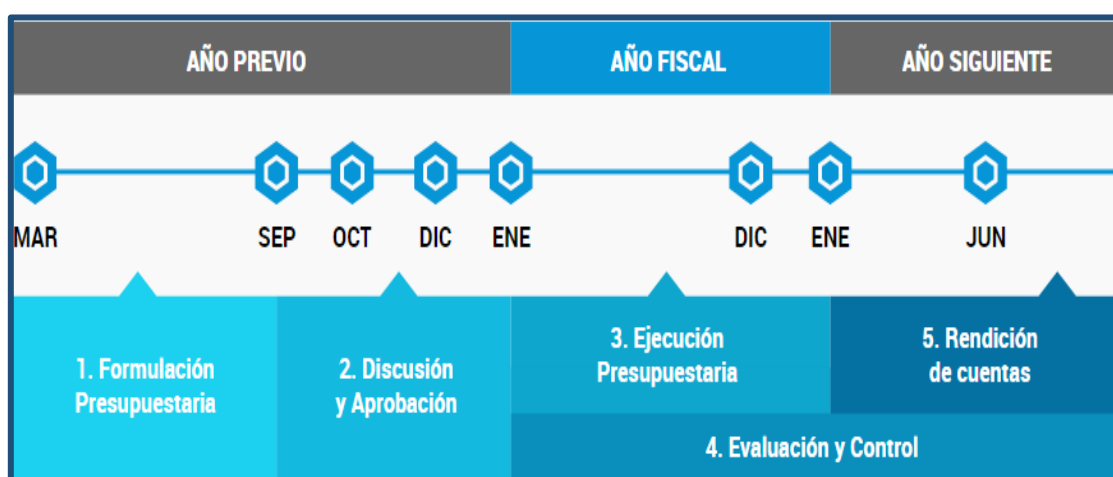 AÑO PREVIO
AÑO FISCAL
AÑO SIGUIENTE
MAR
SEP
OCT
DIC
ENE
DIC
ENE
JUN
1. Formulación
Presupuestaria
2. Discusión
y Aprobación
3. Ejecución
Presupuestaria
5. Rendición
de cuentas
4. Evaluación y Control